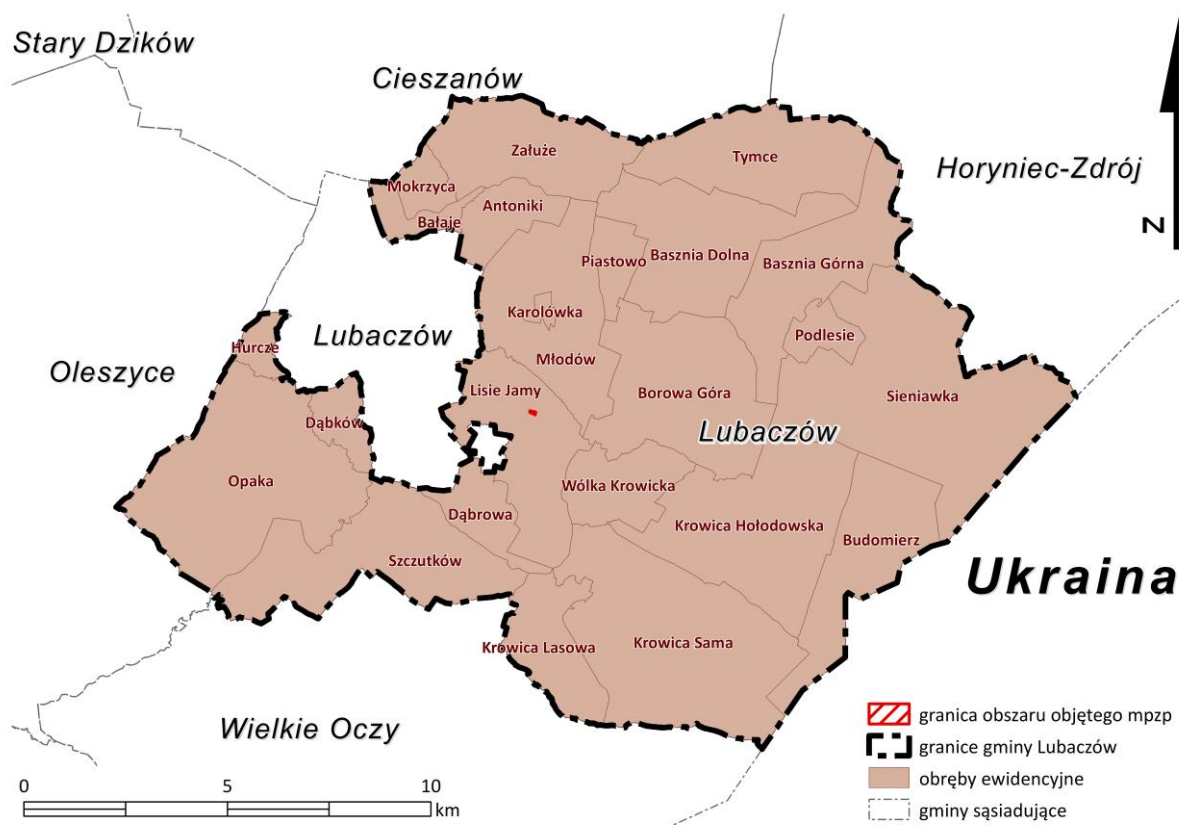 Stary Dzików
Cieszanów
Załuże
Tymce
Horyniec-Zdrój
Mokrzyca
Antoniki
Bałaje
Z
Piastowo
Basznia Dolna
Basznia Górna
Karolówka
Lubaczów
Podlesie
Hurcze
Młodów
Oleszyce
Lisie Jamy
Borowa Góra
Sieniawka
Dąbków
Lubaczów
Opaka
Wólka Krowicka
Dąbrowa
Krowica Hołodowska
Budomierz
Szczutków
Ukraina
Krowica Lasowa
Krowica Sama
Wielkie Oczy
granica obszaru objętego mpzp
granice gminy Lubaczów
obręby ewidencyjne
gminy sąsiadujące
0 5 10
km